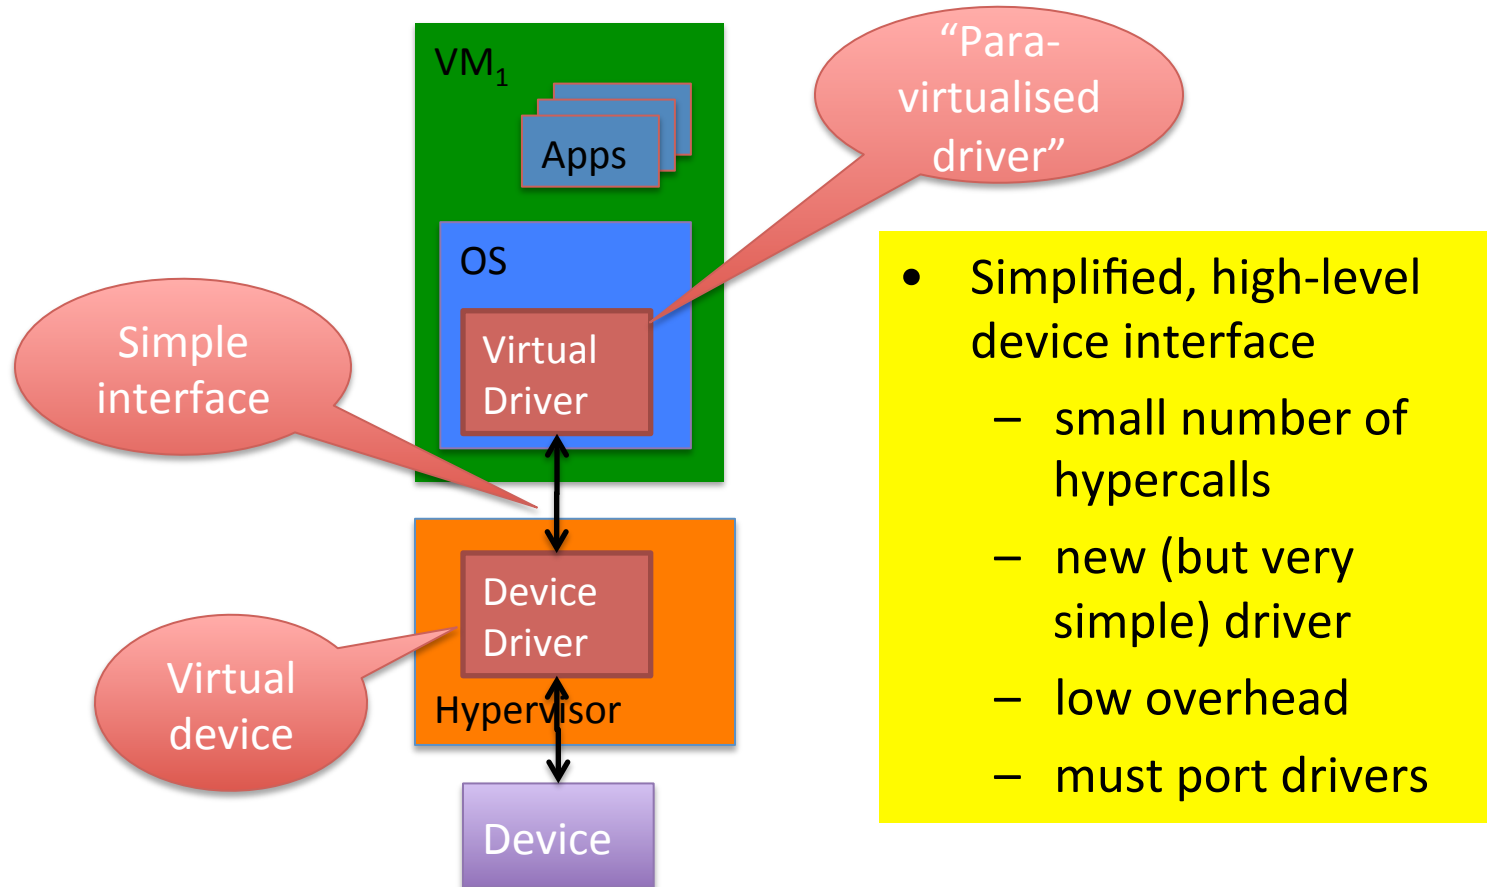 VM1
Apps
OS
Virtual
Driver
“Para-
virtualised
driver”
Simple
interface
Device
Driver
Hypervisor
Virtual
device
Device
• Simplified, high-level
device interface
– small number of
hypercalls
– new (but very
simple) driver
– low overhead
– must port drivers